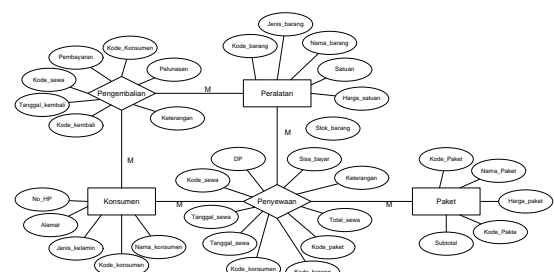 Jenis_barang
Kode_Konsumen
Kode_barang
Nama_barang
Pembayaran
Pelunasan
Satuan
Kode_sewa
Pengembalian
M
Peralatan
Harga_satuan
Tanggal_kembali
Kode_kembali
Keterangan
Stok_barang
M
M
DP
Sisa_bayar
Kode_Paket
Nama_Paket
Kode_sewa
Keterangan
No_HP
Konsumen
M
Penyewaan
M
Paket
Harga_paket
Alamat
Tanggal_sewa
Total_sewa
Kode_Pakte
Jenis_kelamin
Nama_konsumen
Tanggal_sewa
Kode_paket
Subtotal
Kode_konsumen
Kode_konsumen
Kode_barang